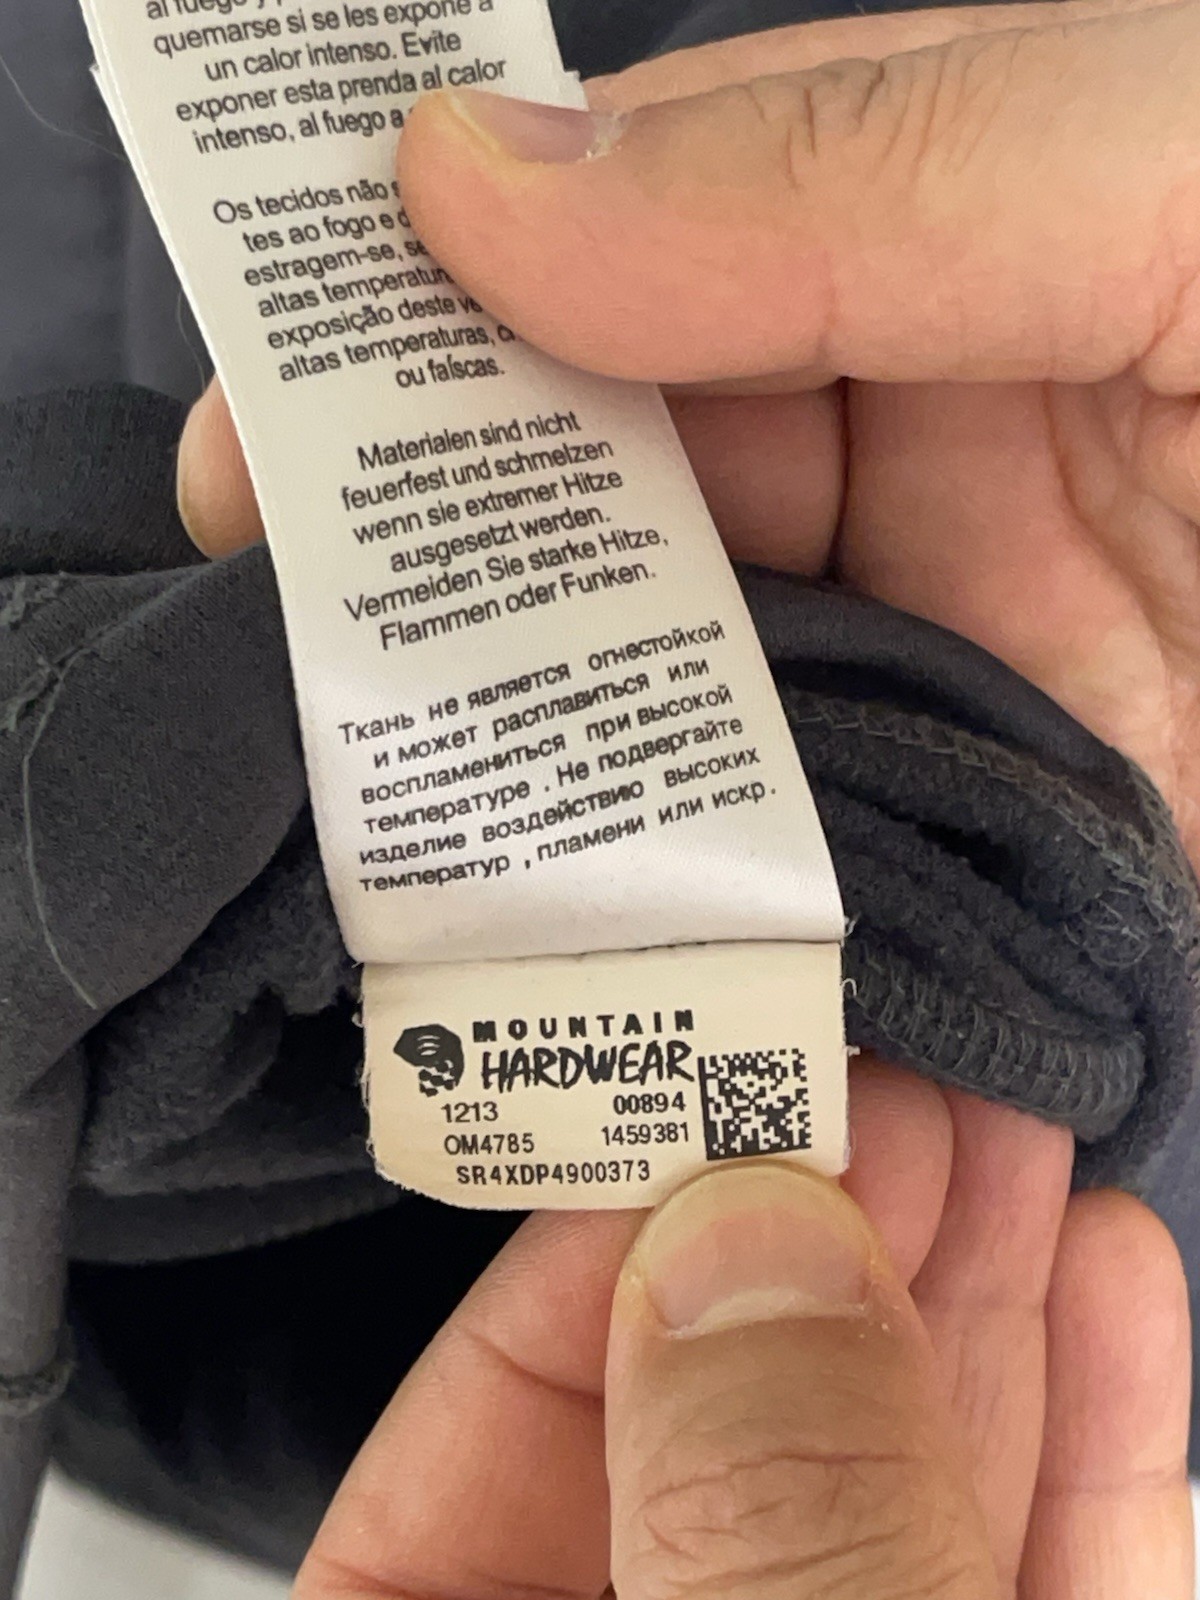 al fuego y
quemarse si se les expone a
un calor intenso. Evite
exponer esta prenda al calor
intenso, al fuego a
Os tecidos não
tes ao fogo e
estragem-se,
altas
exposição deste
altas temperaturas,
ou faíscas.
Materialen sind nicht
feuerfest und schmelzen
wenn sie extremer Hitze
ausgesetzt werden.
Vermeiden Sie starke Hitze,
Flammen oder Funken.
Ткань не является огнестойкой
и может расплавиться или
воспламениться при высокой
температуре . Не подвергайте
изделие воздействию высоких
температур , пламени или искр .
MOUNTAIN
HARDWEAR
1213 00894
OM4785 1459381
SR4XDP4900373